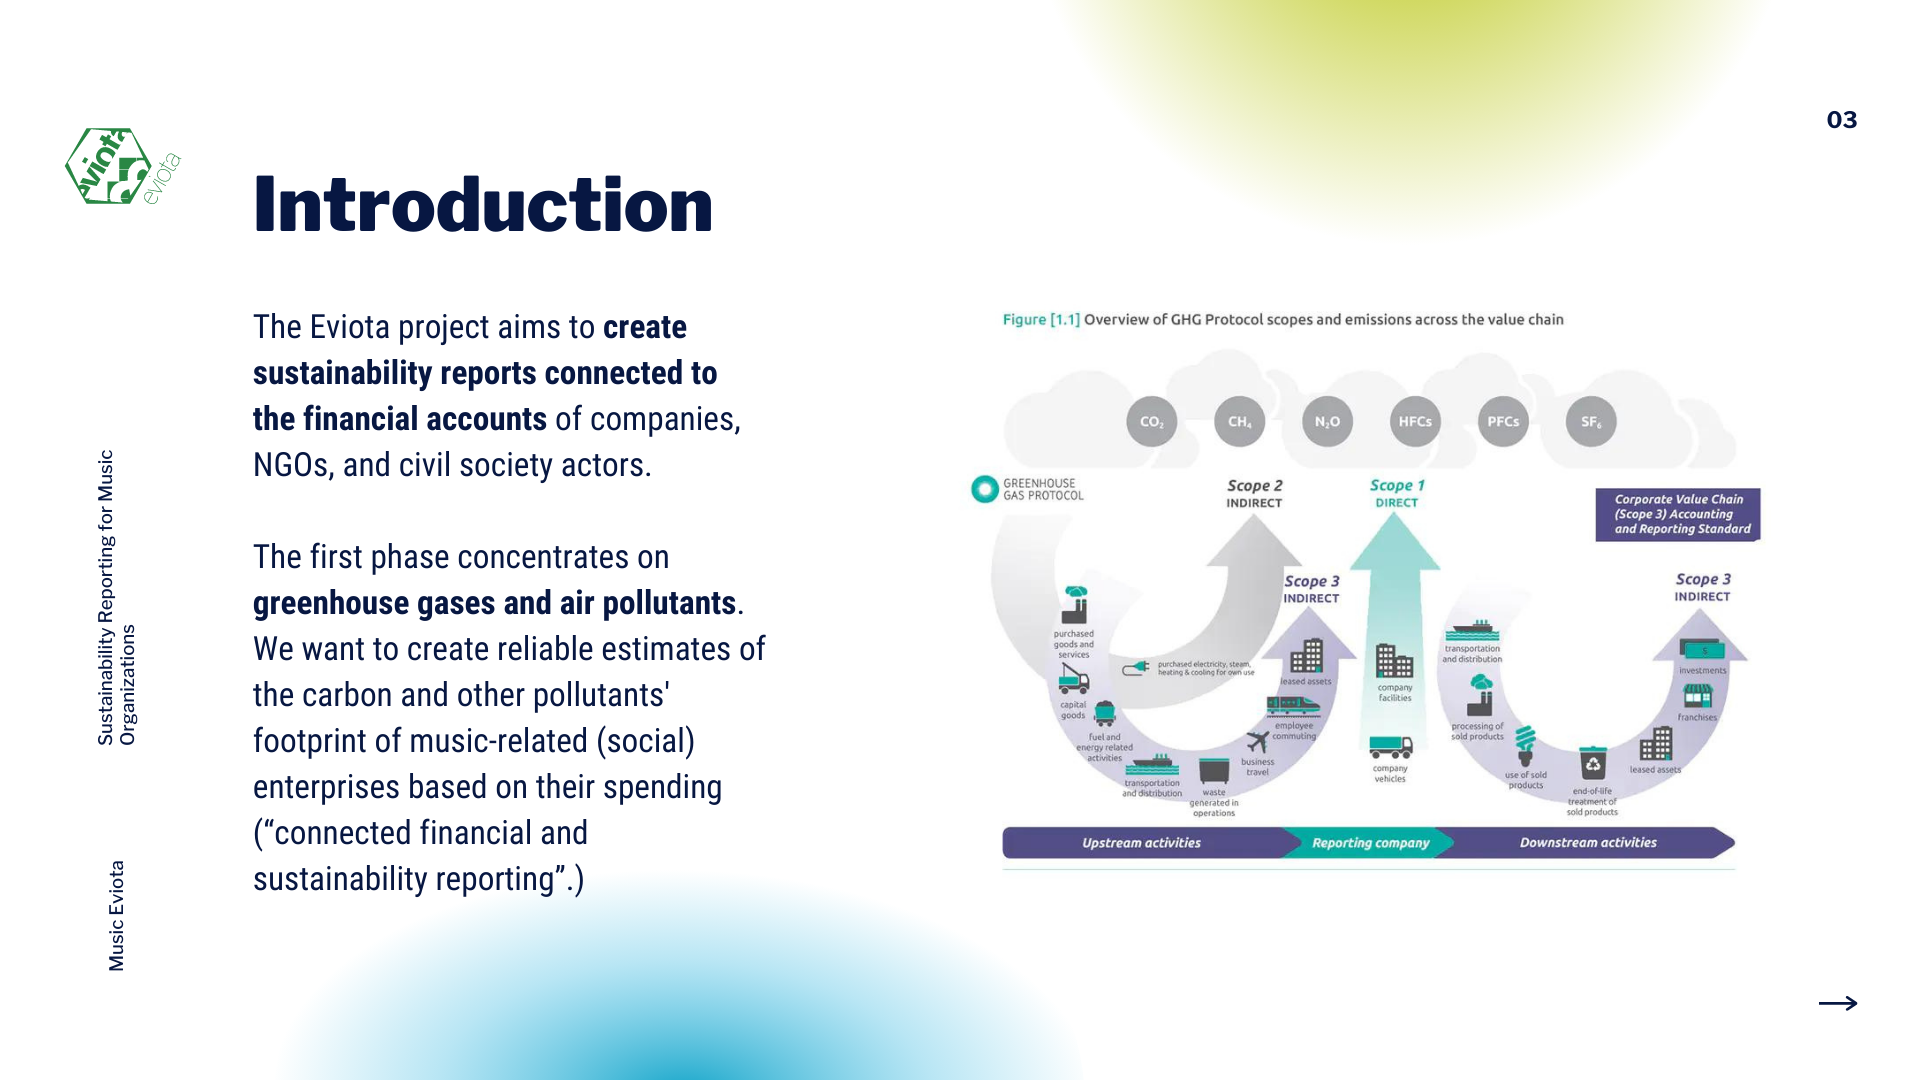 03
eviota
eviota
Introduction
The Eviota project aims to create
sustainability reports connected to
the financial accounts of companies,
NGOs, and civil society actors.
The first phase concentrates on
greenhouse gases and air pollutants.
We want to create reliable estimates of
the carbon and other pollutants'
footprint of music-related (social)
enterprises based on their spending
(“connected financial and
sustainability reporting”.)
Sustainability Reporting for Music
Organizations
Music Eviota
Figure [1.1] Overview of GHG Protocol scopes and emissions across the value chain
CO₂
CH₄
N₂O
HFCs
PFCs
SF₆
GREENHOUSE
GAS PROTOCOL
Scope 2
INDIRECT
Scope 1
DIRECT
Corporate Value Chain
(Scope 3) Accounting
and Reporting Standard
Scope 3
INDIRECT
Scope 3
INDIRECT
purchased
goods and
services
capital
goods
fuel and
energy related
activities
transportation
and distribution
waste
generated in
operations
business
travel
employee
commuting
leased assets
purchased electricity, steam,
heating & cooling for own use
company
facilities
company
vehicles
transportation
and distribution
processing of
sold products
use of sold
products
end-of-life
treatment of
sold products
leased assets
franchises
investments
Upstream activities
Reporting company
Downstream activities